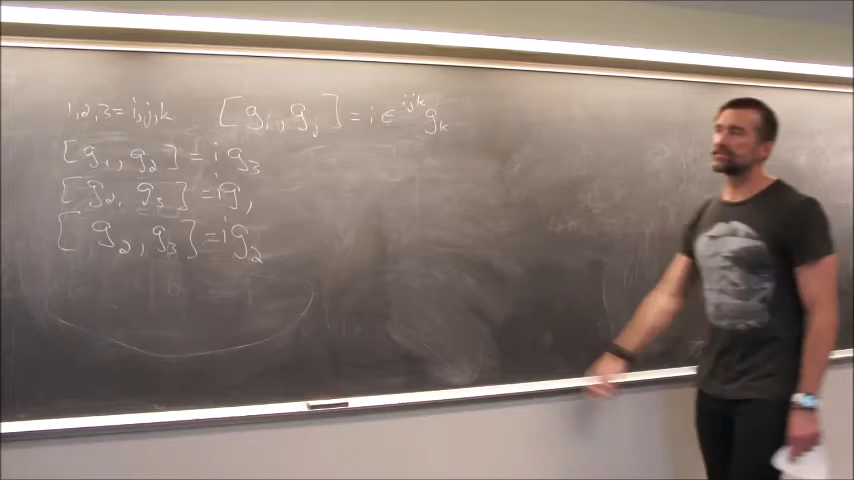 1,2,3=i,j,k [g_i, g_j] = i ϵ^{ijk} g_k
[g_1, g_2] = i g_3
[g_2, g_3] = i g_1
[g_2, g_3] = i g_2